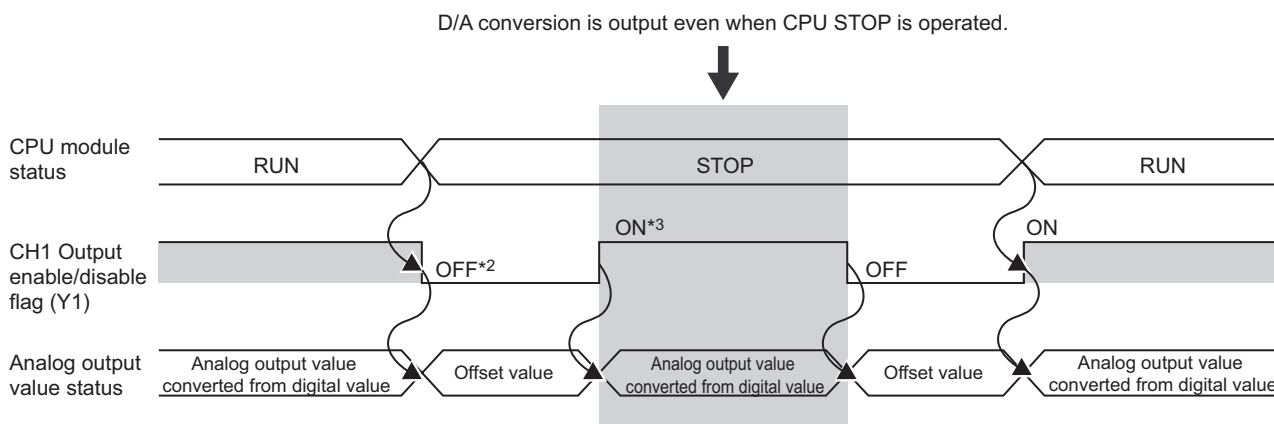 D/A conversion is output even when CPU STOP is operated.
CPU module
status
RUN
STOP
RUN
CH1 Output
enable/disable
flag (Y1)
OFF*2
ON*3
OFF
ON
Analog output
value status
Analog output value
converted from digital value
Offset value
Analog output value
converted from digital value
Offset value
Analog output value
converted from digital value